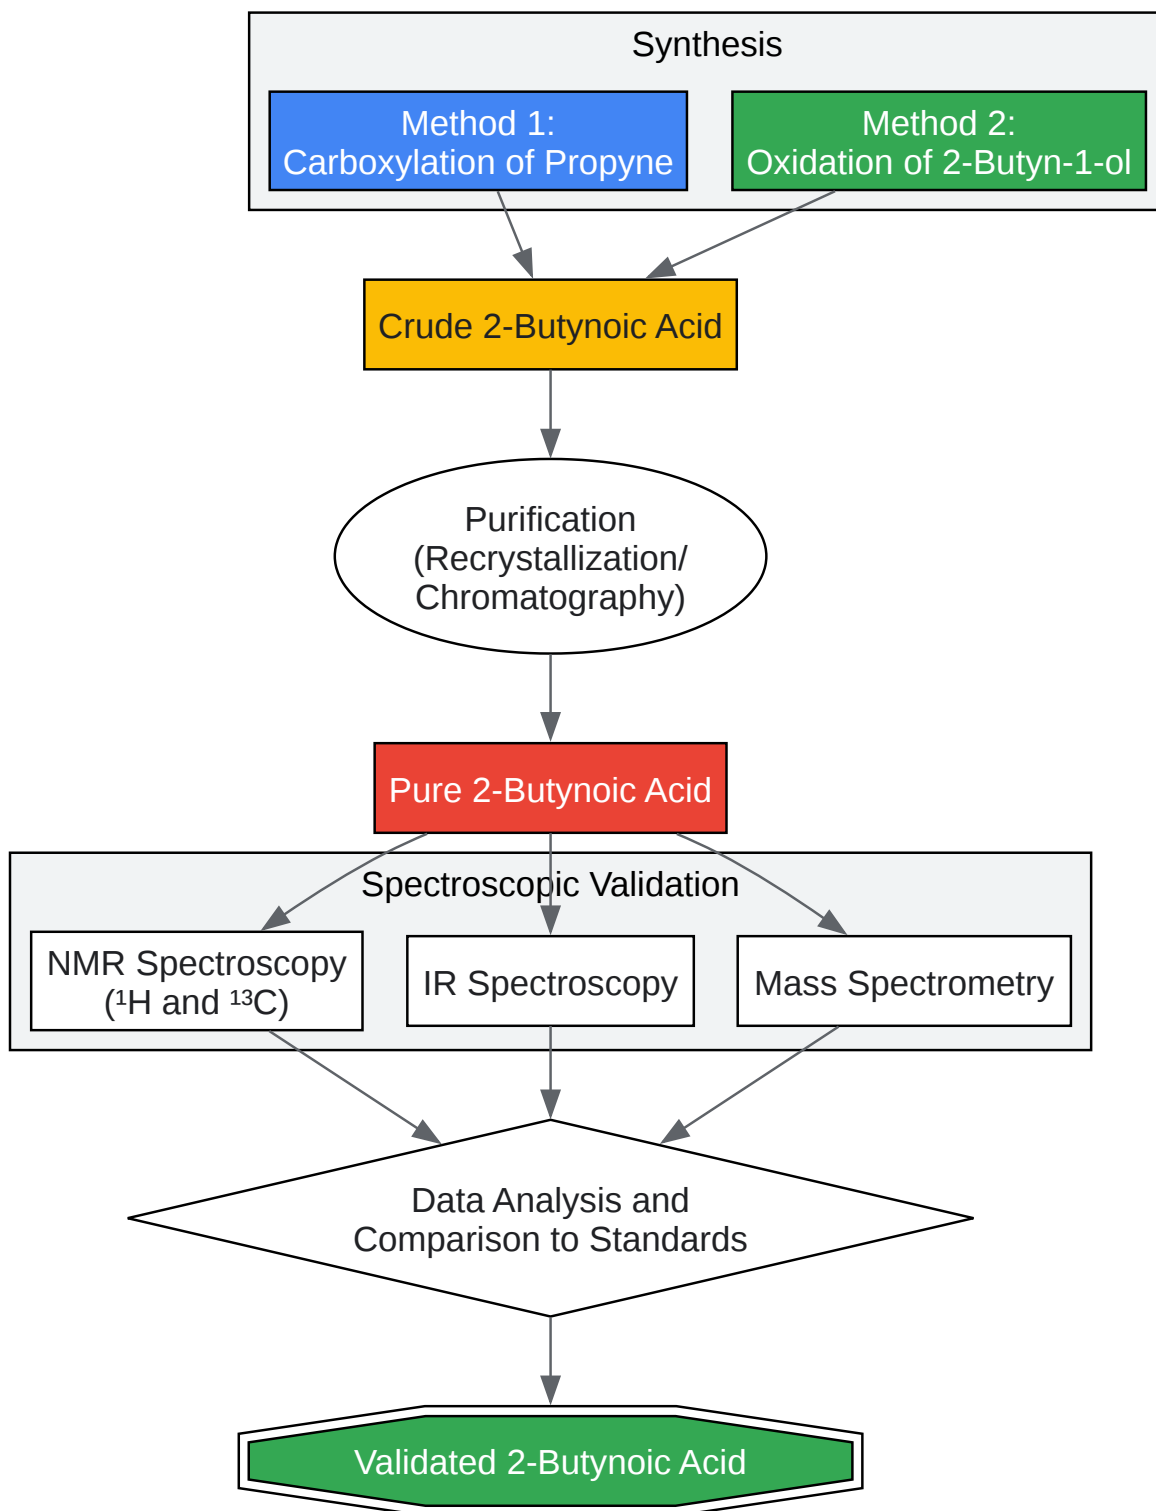 Synthesis
Method 1:
Carboxylation of Propyne
Method 2:
Oxidation of 2-Butyn-1-ol
Crude 2-Butynoic Acid
Purification
(Recrystallization/
Chromatography)
Pure 2-Butynoic Acid
Spectroscopic Validation
NMR Spectroscopy
(¹H and ¹³C)
IR Spectroscopy
Mass Spectrometry
Data Analysis and
Comparison to Standards
Validated 2-Butynoic Acid